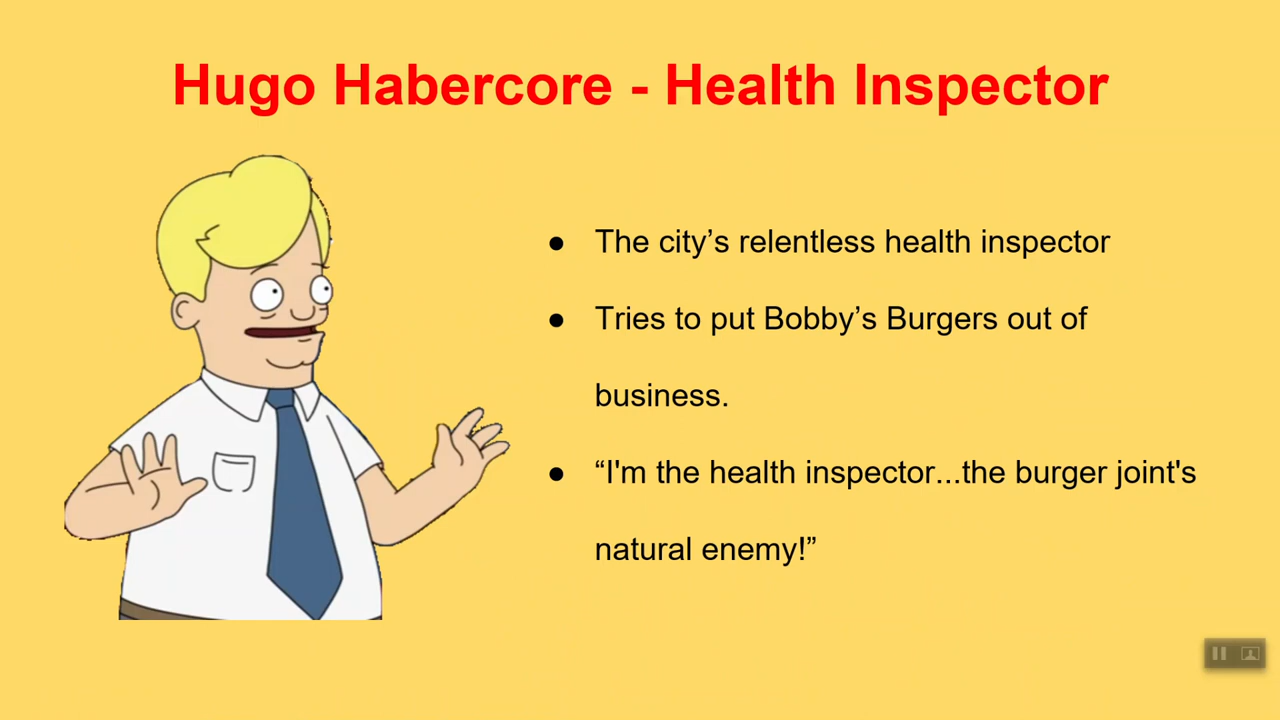 Hugo Habercore - Health Inspector
● The city’s relentless health inspector
● Tries to put Bobby’s Burgers out of
business.
● “I'm the health inspector...the burger joint's
natural enemy!”